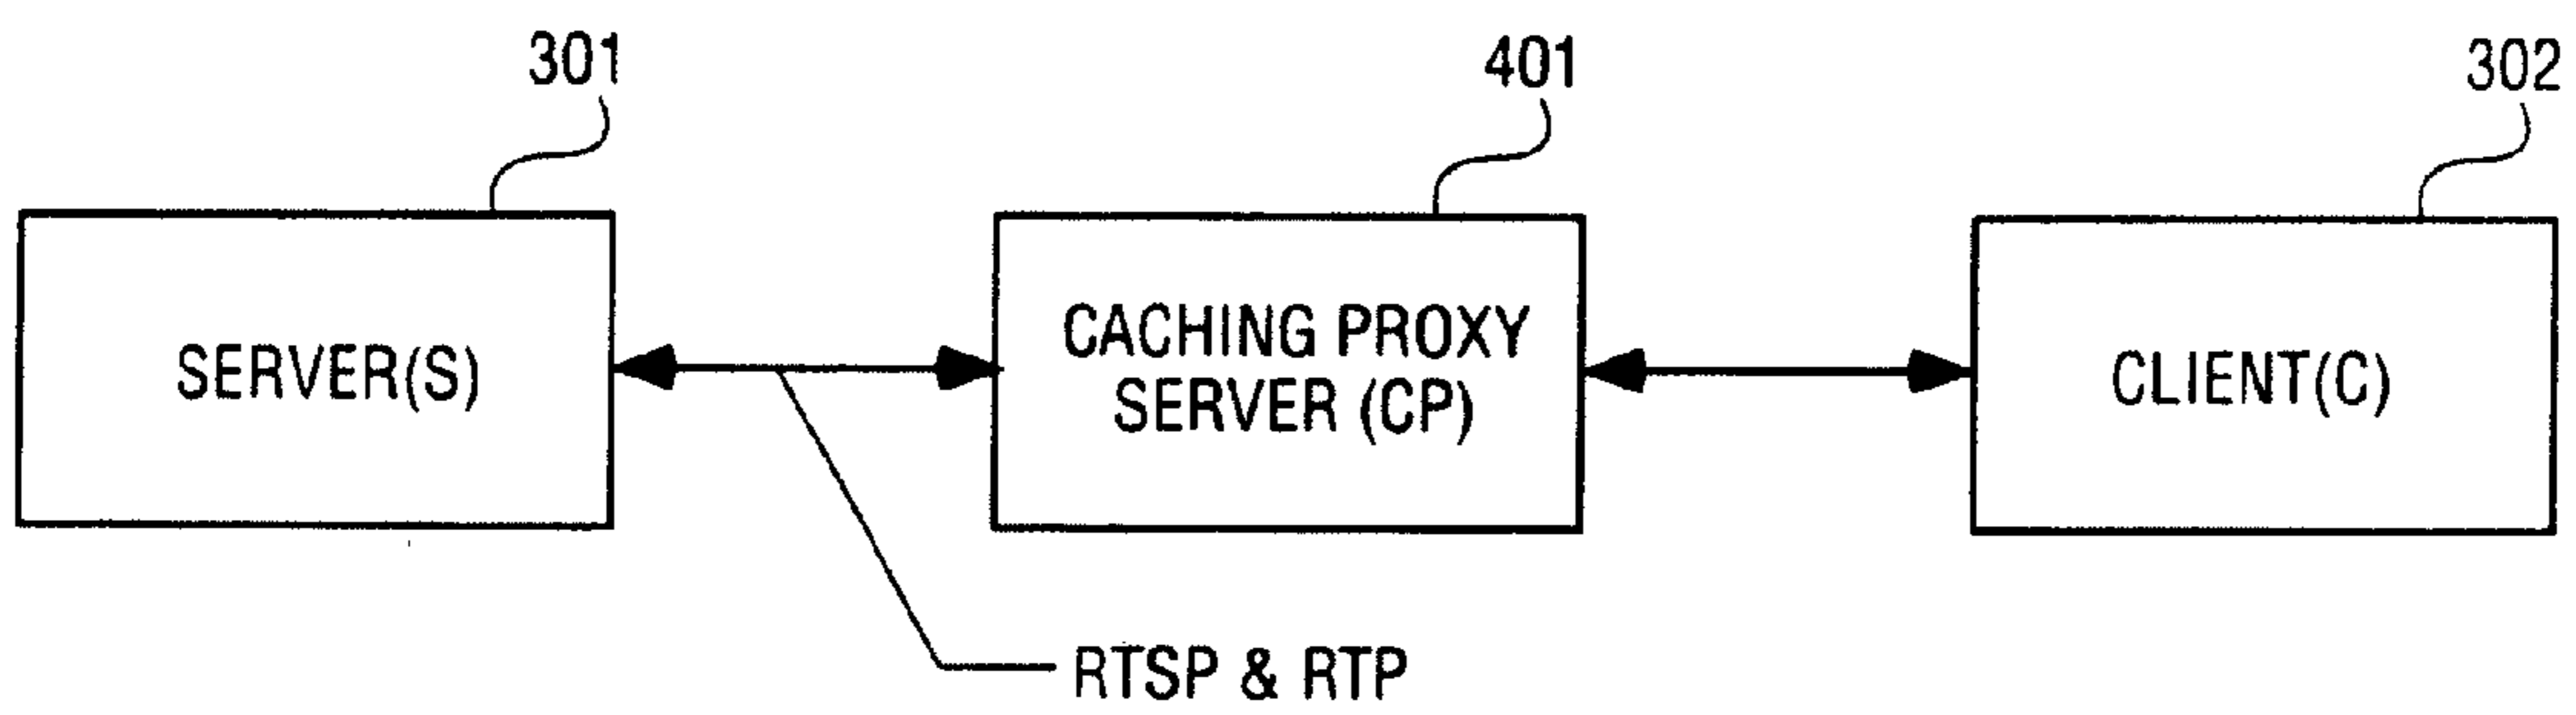 301
401
302
SERVER(S)
CACHING PROXY
SERVER (CP)
CLIENT(C)
RTSP & RTP